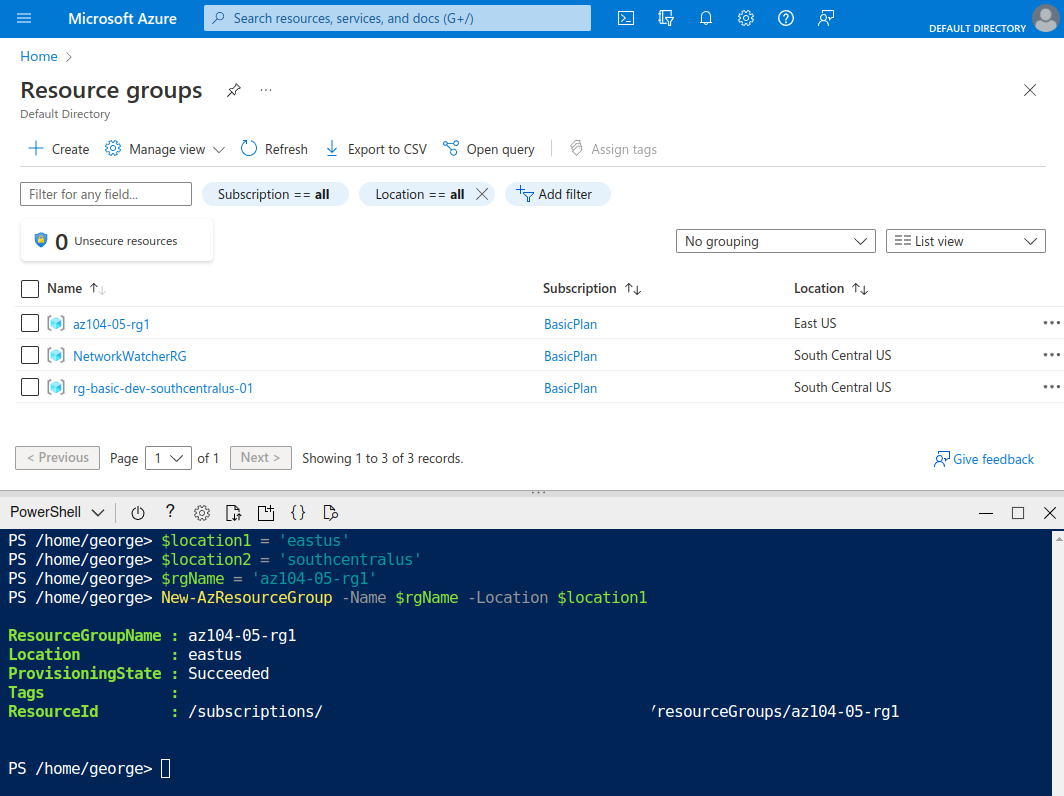 Microsoft Azure
Search resources, services, and docs (G+/)
DEFAULT DIRECTORY
Home >
Resource groups
...
Default Directory
Create Manage view Refresh Export to CSV Open query Assign tags
Filter for any field... Subscription == all Location == all Add filter
0 Unsecure resources
No grouping List view
Name Subscription Location
az104-05-rg1 BasicPlan East US
NetworkWatcherRG BasicPlan South Central US
rg-basic-dev-southcentralus-01 BasicPlan South Central US
< Previous Page 1 of 1 Next > Showing 1 to 3 of 3 records. Give feedback
PowerShell ? { }
PS /home/george> $location1 = 'eastus'
PS /home/george> $location2 = 'southcentralus'
PS /home/george> $rgName = 'az104-05-rg1'
PS /home/george> New-AzResourceGroup -Name $rgName -Location $location1
ResourceGroupName : az104-05-rg1
Location : eastus
ProvisioningState : Succeeded
Tags :
ResourceId : /subscriptions/ /resourceGroups/az104-05-rg1
PS /home/george>